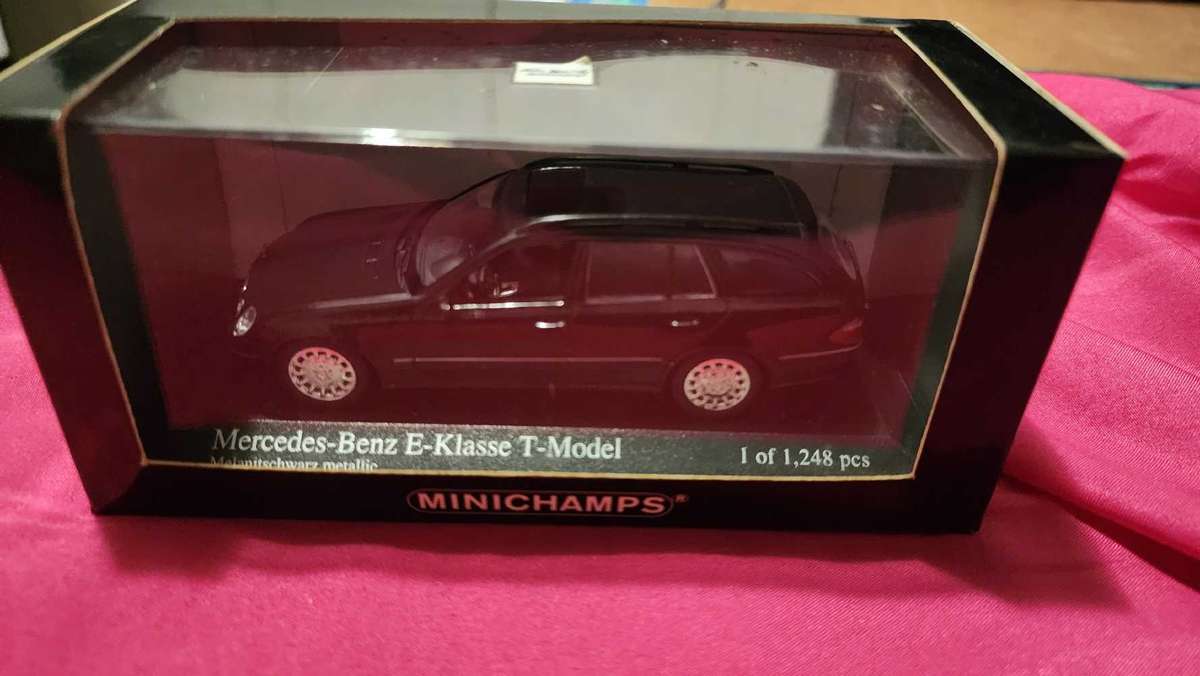 Mercedes-Benz E-Klasse T-Model
Melanitschwarz metallic
1 of 1,248 pcs
MINICHAMPS®